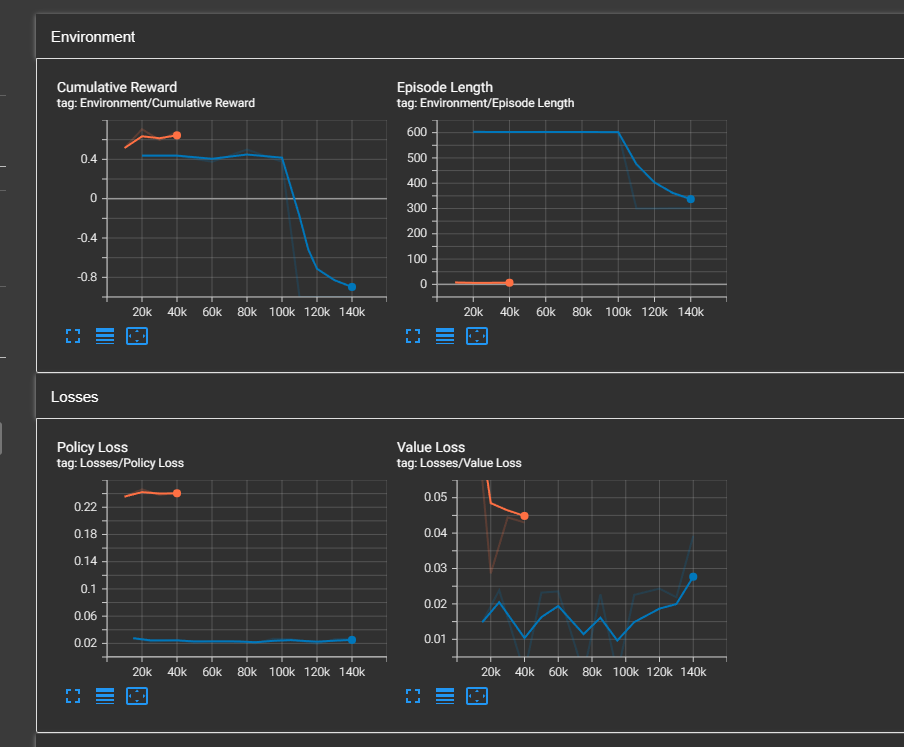 Environment
Cumulative Reward
tag: Environment/Cumulative Reward
0.4
0
-0.4
-0.8
20k 40k 60k 80k 100k 120k 140k
Episode Length
tag: Environment/Episode Length
600
500
400
300
200
100
0
20k 40k 60k 80k 100k 120k 140k
Losses
Policy Loss
tag: Losses/Policy Loss
0.22
0.18
0.14
0.1
0.06
0.02
20k 40k 60k 80k 100k 120k 140k
Value Loss
tag: Losses/Value Loss
0.05
0.04
0.03
0.02
0.01
20k 40k 60k 80k 100k 120k 140k